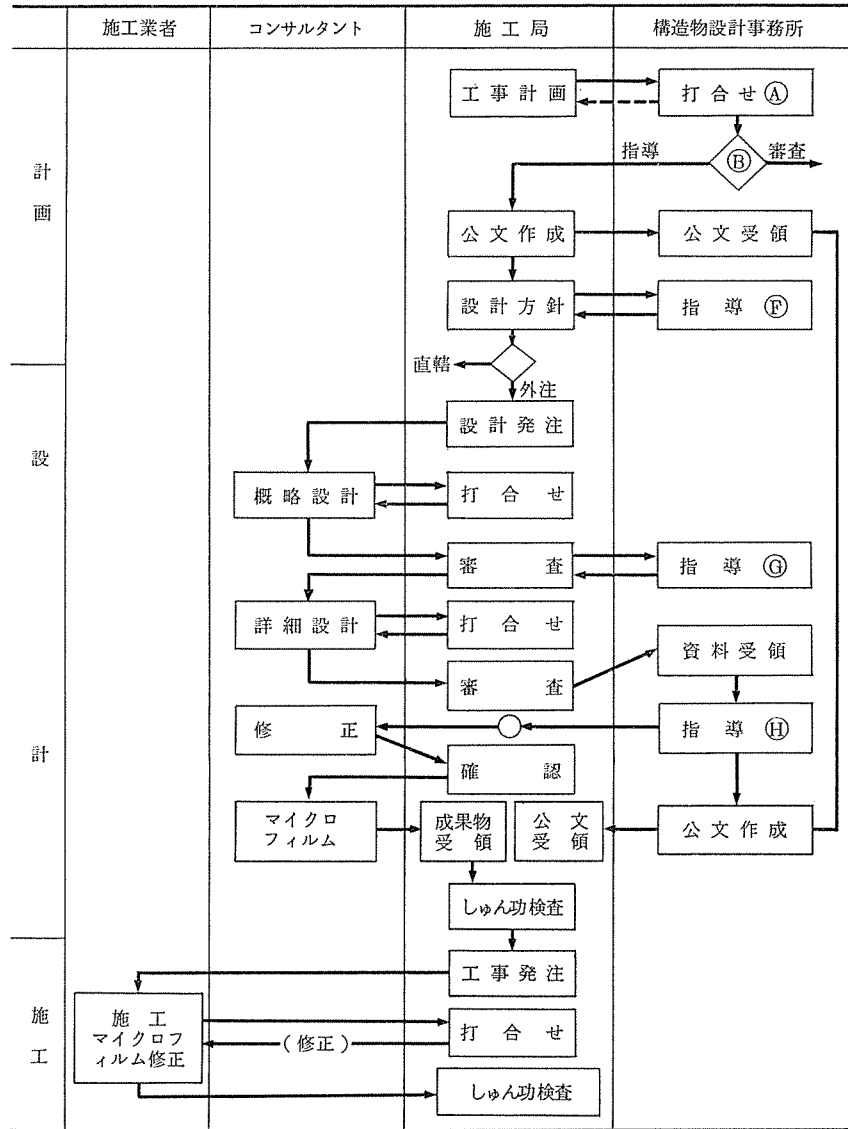 施工業者
コンサルタント
施工局
構造物設計事務所
計画
工事計画
打合せ Ⓐ
Ⓑ
指導
審査
公文作成
公文受領
設計方針
指導 Ⓕ
設計
直轄
外注
設計発注
概略設計
打合せ
審査
指導 Ⓖ
詳細設計
打合せ
審査
資料受領
修正
指導 Ⓗ
確認
マイクロ
フィルム
成果物
受領
公文
受領
公文作成
しゅん功検査
施工
工事発注
施工
マイクロフ
ィルム修正
打合せ
(修正)
しゅん功検査